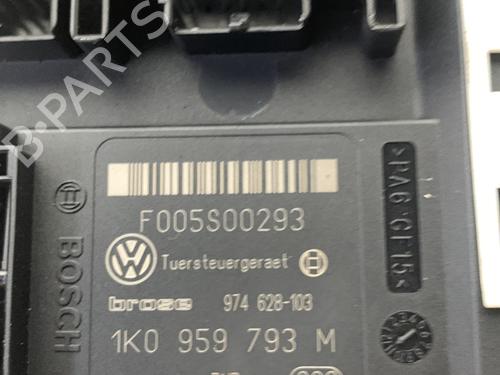 B-PARTS
F005S00293
Tuersteuergeraet
brose 974 628-103
1K0 959 793 M
BOSCH
>PA6 GF15<